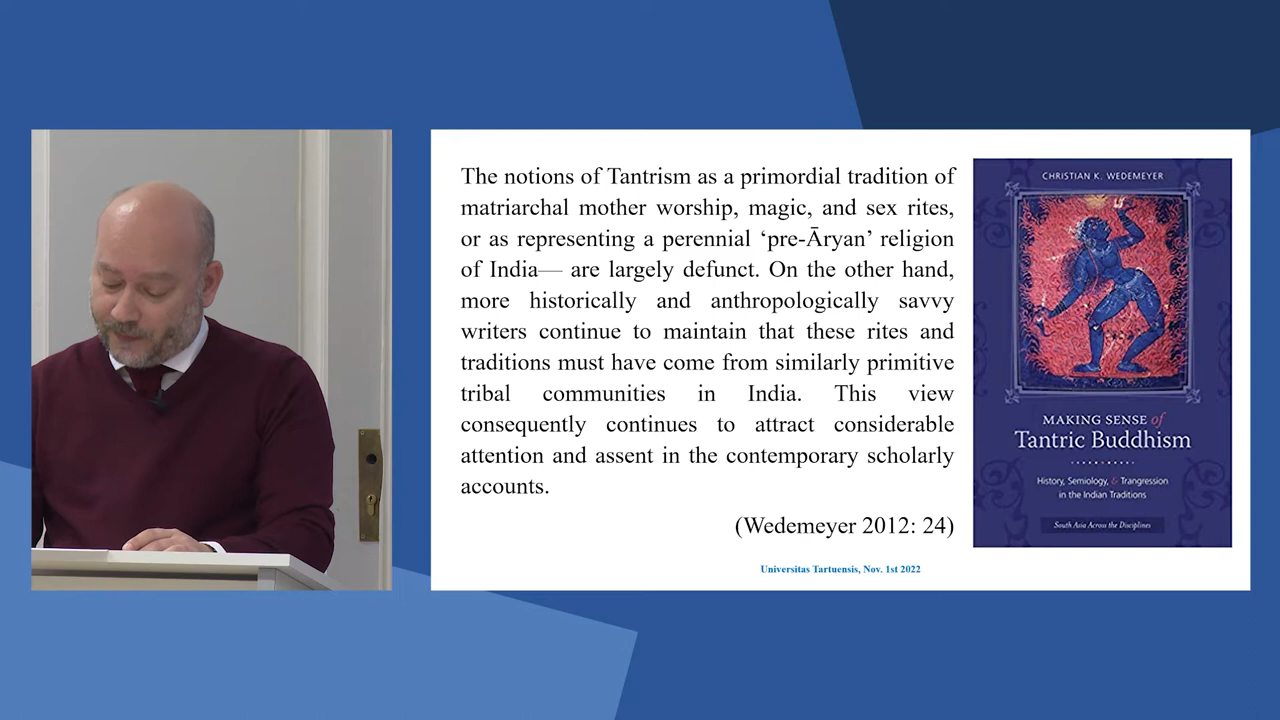 The notions of Tantrism as a primordial tradition of
matriarchal mother worship, magic, and sex rites,
or as representing a perennial ‘pre-Āryan’ religion
of India— are largely defunct. On the other hand,
more historically and anthropologically savvy
writers continue to maintain that these rites and
traditions must have come from similarly primitive
tribal communities in India. This view
consequently continues to attract considerable
attention and assent in the contemporary scholarly
accounts.
(Wedemeyer 2012: 24)
Universitas Tartuensis, Nov. 1st 2022
CHRISTIAN K. WEDEMEYER
MAKING SENSE of
Tantric Buddhism
History, Semiology, & Trangression
in the Indian Traditions
South Asia Across the Disciplines